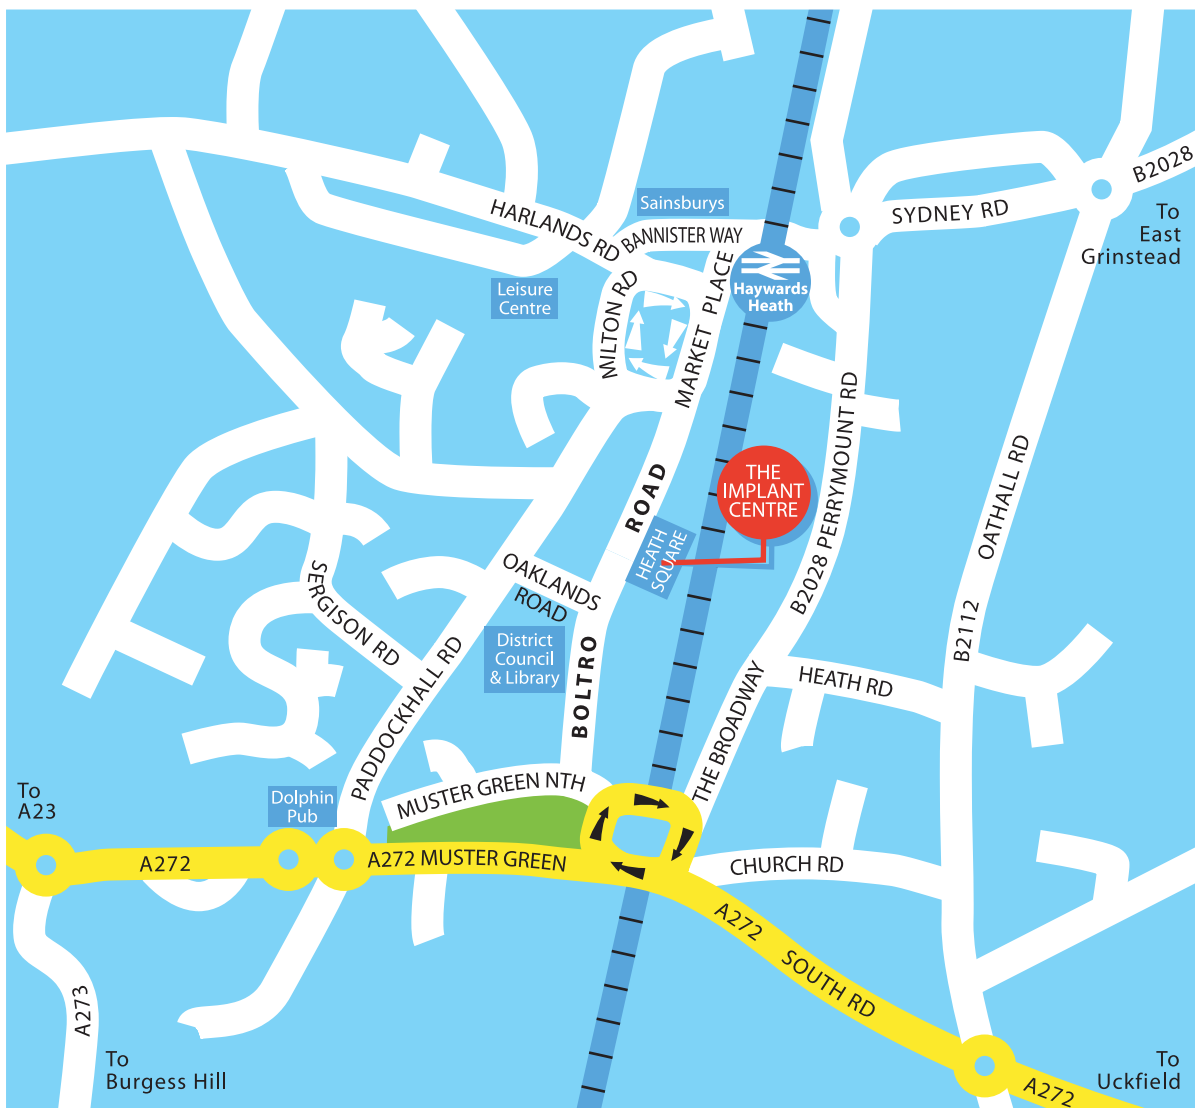 B2028
Sainsburys
HARLANDS RD
BANNISTER WAY
SYDNEY RD
To
East
Grinstead
Leisure
Centre
Haywards
Heath
MILTON RD
MARKET PLACE
B2028 PERRYMOUNT RD
OATHALL RD
B2112
THE
IMPLANT
CENTRE
ROAD
HEATH
SQUARE
OAKLANDS
ROAD
SERGISON RD
District
Council
& Library
BOLTRO
PADDOCKHALL RD
HEATH RD
THE BROADWAY
To
A23
Dolphin
Pub
MUSTER GREEN NTH
A272
A272 MUSTER GREEN
CHURCH RD
A272
SOUTH RD
A273
To
Burgess Hill
To
Uckfield
A272